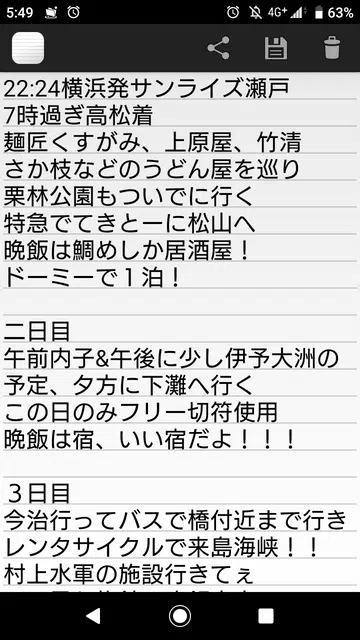 5:49
4G+
63%
22:24横浜発サンライズ瀬戸
7時過ぎ高松着
麺匠くすがみ、上原屋、竹清
さか枝などのうどん屋を巡り
栗林公園もついでに行く
特急でてきとーに松山へ
晩飯は鯛めしか居酒屋！
ドーミーで１泊！
二日目
午前内子&午後に少し伊予大洲の
予定、夕方に下灘へ行く
この日のみフリー切符使用
晩飯は宿、いい宿だよ！！！
３日目
今治行ってバスで橋付近まで行き
レンタサイクルで来島海峡！！
村上水軍の施設行きてぇ